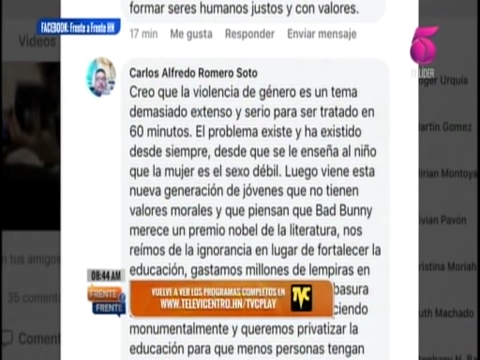 FACEBOOK: Frente a Frente HN
formar seres humanos justos y con valores.
17 min Me gusta Responder Enviar mensaje
Videos
5
EL LÍDER
Carlos Alfredo Romero Soto
Creo que la violencia de género es un tema
demasiado extenso y serio para ser tratado en
60 minutos. El problema existe y ha existido
desde siempre, desde que se le enseña al niño
que la mujer es el sexo débil. Luego viene esta
nueva generación de jóvenes que no tienen
valores morales y que piensan que Bad Bunny
merece un premio nobel de la literatura, nos
reímos de la ignorancia en lugar de fortalecer la
educación, gastamos millones de lempiras en
basura
ciendo
monumentalmente y queremos privatizar la
educación para que menos personas tengan
Roger Urquia
Martin Gomez
Mirian Montoya
Pavón
Cristina Moriah
Ruth Machado
en tus amigos
35 comenta
Coment
08:44 AM
FRENTE
a
FRENTE
VUELVE A VER LOS PROGRAMAS COMPLETOS EN
WWW.TELEVICENTRO.HN/TVCPLAY
TVC